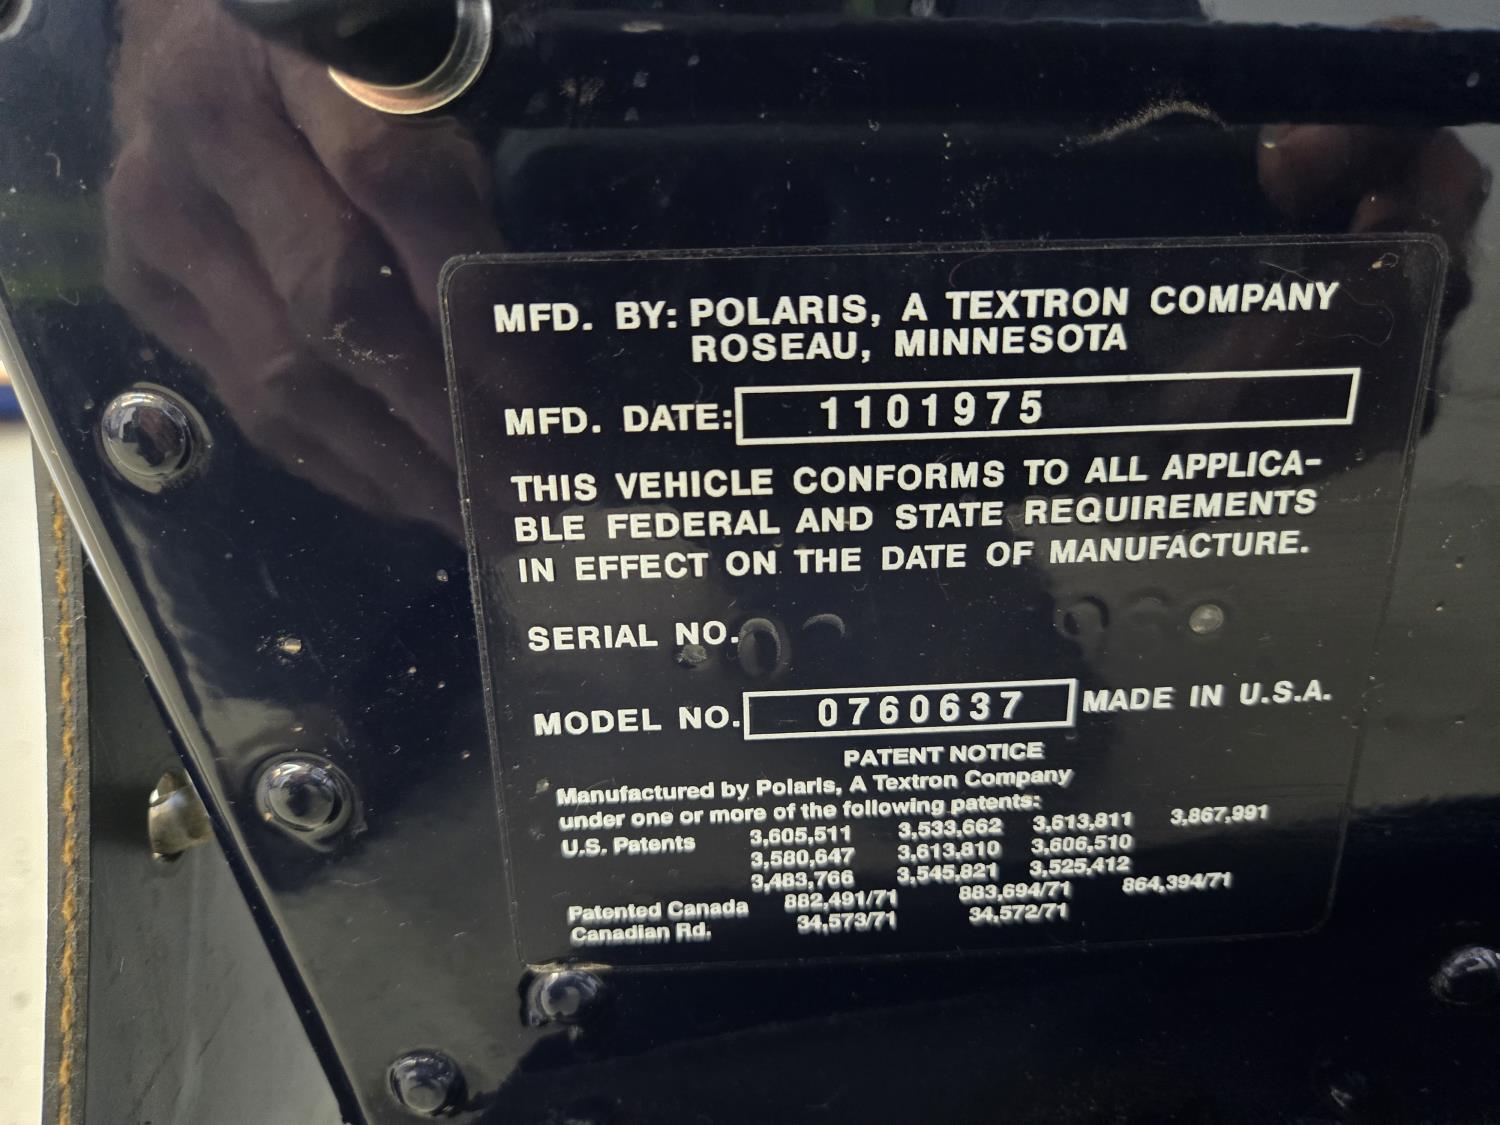 MFD. BY: POLARIS, A TEXTRON COMPANY
ROSEAU, MINNESOTA
MFD. DATE: 1101975
THIS VEHICLE CONFORMS TO ALL APPLICA-
BLE FEDERAL AND STATE REQUIREMENTS
IN EFFECT ON THE DATE OF MANUFACTURE.
SERIAL NO.
MODEL NO. 0760637 MADE IN U.S.A.
PATENT NOTICE
Manufactured by Polaris, A Textron Company
under one or more of the following patents:
U.S. Patents 3,605,511 3,533,662 3,613,811 3,867,991
3,580,647 3,613,810 3,606,510
3,483,766 3,545,821 3,525,412
Patented Canada 882,491/71 883,694/71 864,394/71
Canadian Rd. 34,573/71 34,572/71